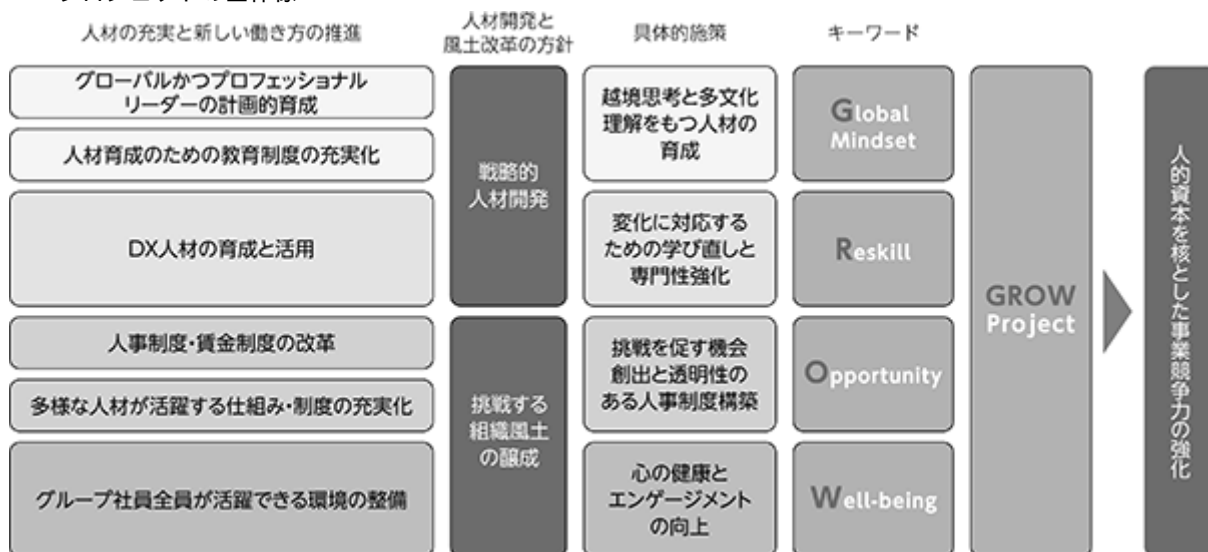 人材の充実と新しい働き方の推進
人材開発と
風土改革の方針
具体的施策
キーワード
グローバルかつプロフェッショナル
リーダーの計画的育成
人材育成のための教育制度の充実化
DX人材の育成と活用
人事制度・賃金制度の改革
多様な人材が活躍する仕組み・制度の充実化
グループ社員全員が活躍できる環境の整備
戦略的
人材開発
挑戦する
組織風土
の醸成
越境思考と多文化
理解をもつ人材の
育成
変化に対応する
ための学び直しと
専門性強化
挑戦を促す機会
創出と透明性の
ある人事制度構築
心の健康と
エンゲージメント
の向上
Global
Mindset
Reskill
Opportunity
Well-being
GROW
Project
人的資本を核とした事業競争力の強化